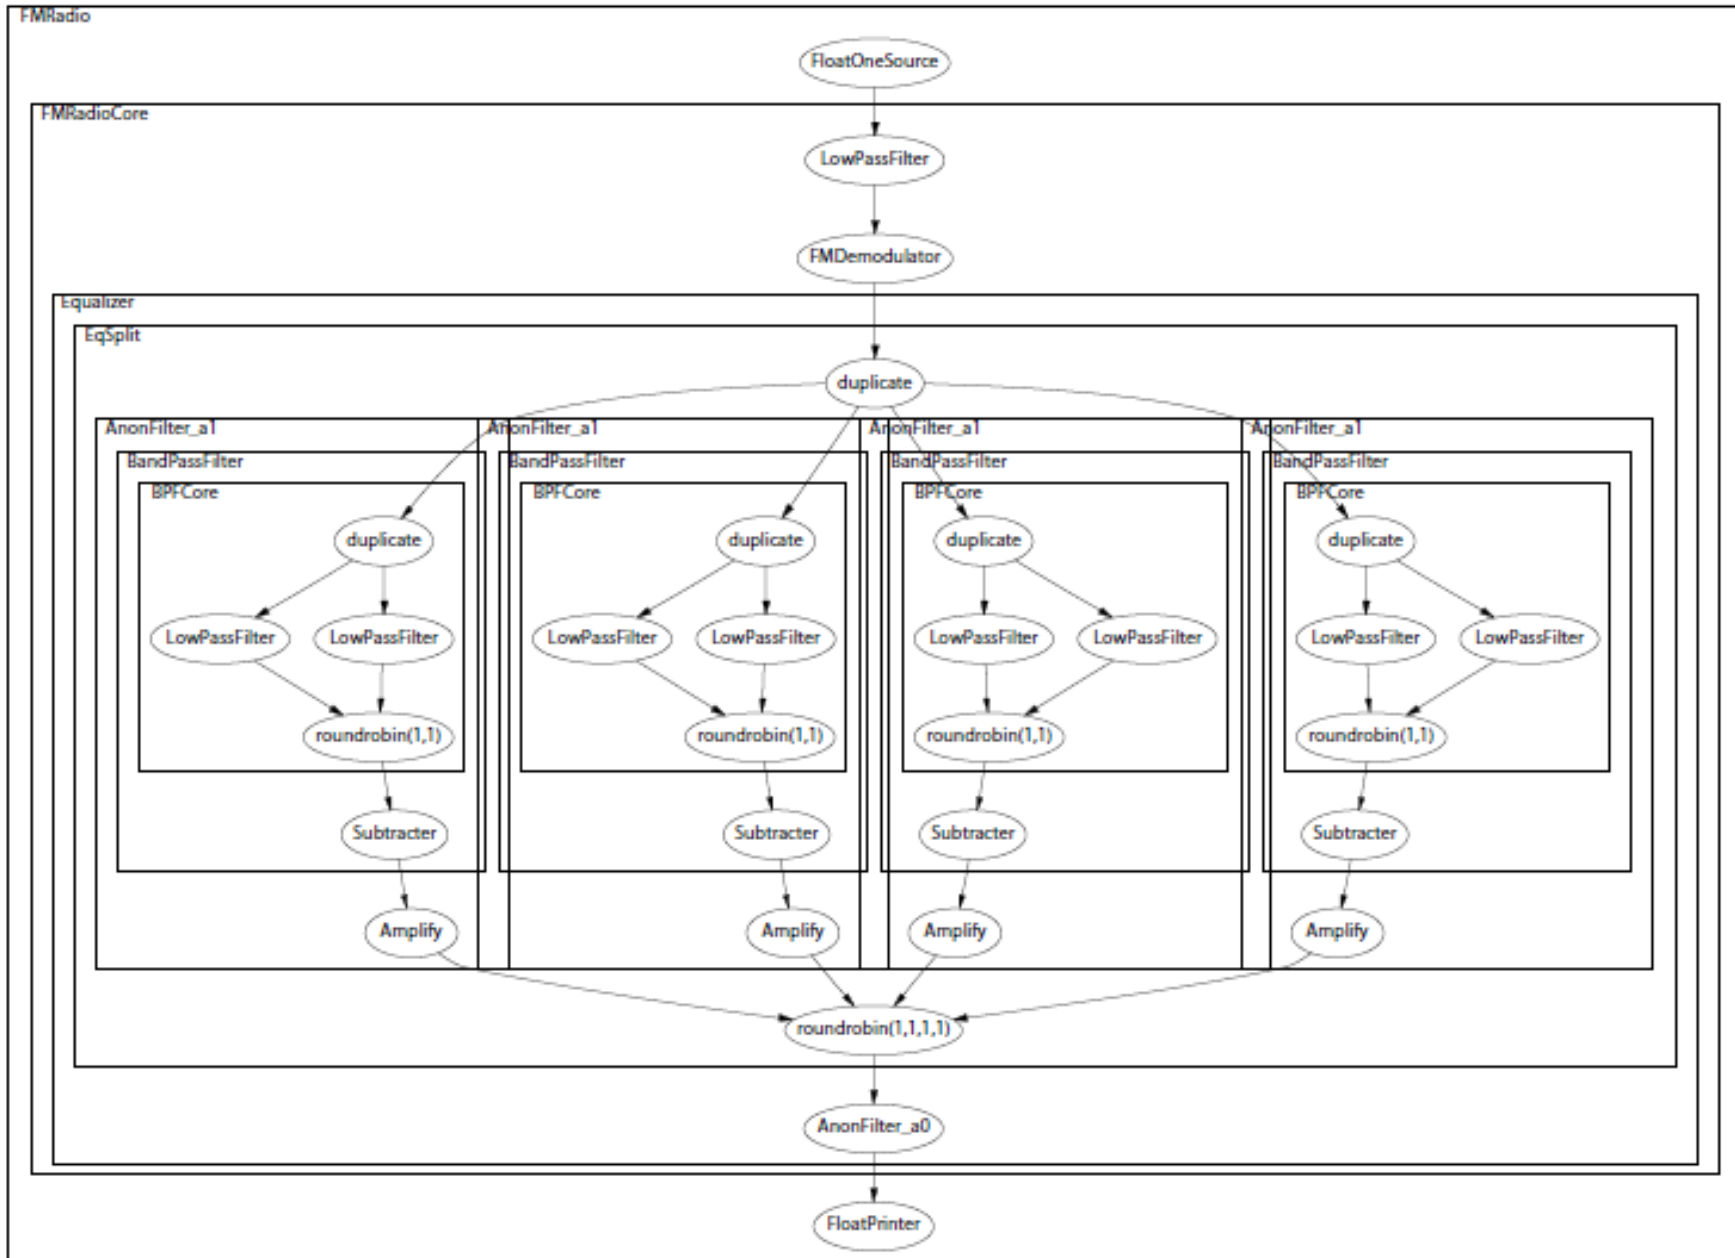 FMRadio
FloatOneSource
FMRadioCore
LowPassFilter
FMDemodulator
Equalizer
EqSplit
duplicate
AnonFilter_a1 AnonFilter_a1 AnonFilter_a1 AnonFilter_a1
BandPassFilter BandPassFilter BandPassFilter BandPassFilter
BPFCore BPFCore BPFCore BPFCore
duplicate duplicate duplicate duplicate
LowPassFilter LowPassFilter LowPassFilter LowPassFilter LowPassFilter LowPassFilter LowPassFilter LowPassFilter
roundrobin(1,1) roundrobin(1,1) roundrobin(1,1) roundrobin(1,1)
Subtracter Subtracter Subtracter Subtracter
Amplify Amplify Amplify Amplify
roundrobin(1,1,1,1)
AnonFilter_a0
FloatPrinter